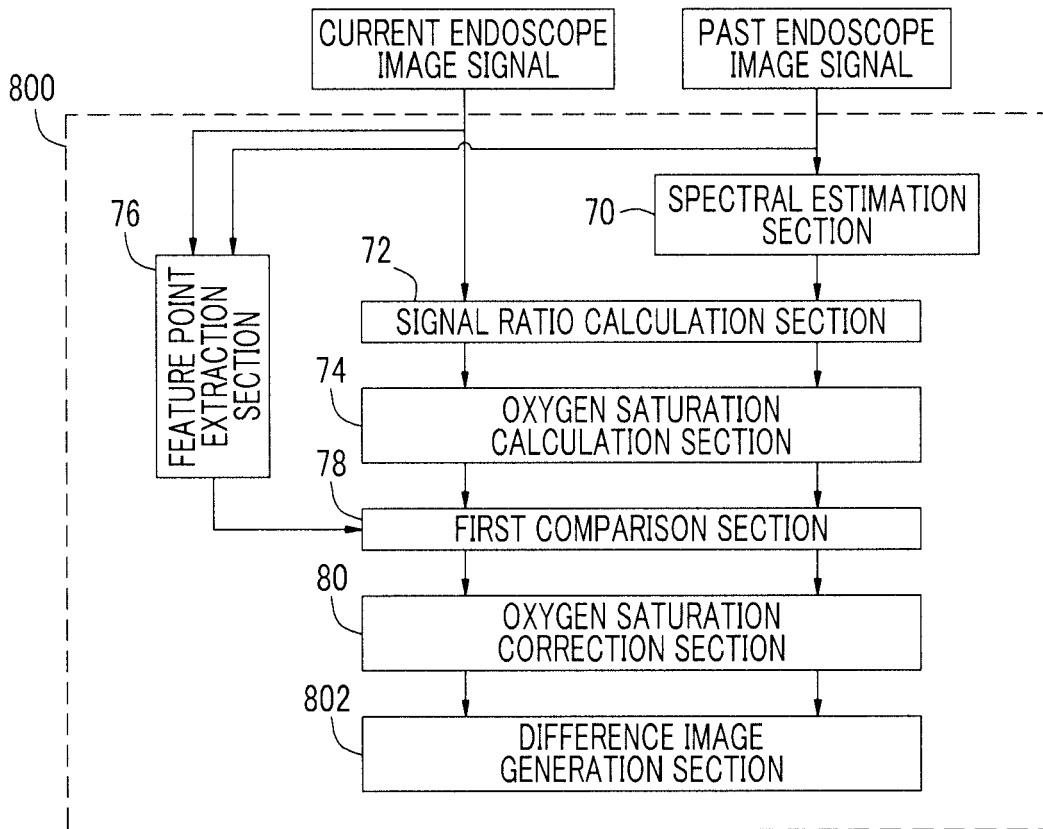 CURRENT ENDOSCOPE
IMAGE SIGNAL
PAST ENDOSCOPE
IMAGE SIGNAL
800
70
SPECTRAL ESTIMATION
SECTION
76
FEATURE POINT
EXTRACTION
SECTION
72
SIGNAL RATIO CALCULATION SECTION
74
OXYGEN SATURATION
CALCULATION SECTION
78
FIRST COMPARISON SECTION
80
OXYGEN SATURATION
CORRECTION SECTION
802
DIFFERENCE IMAGE
GENERATION SECTION